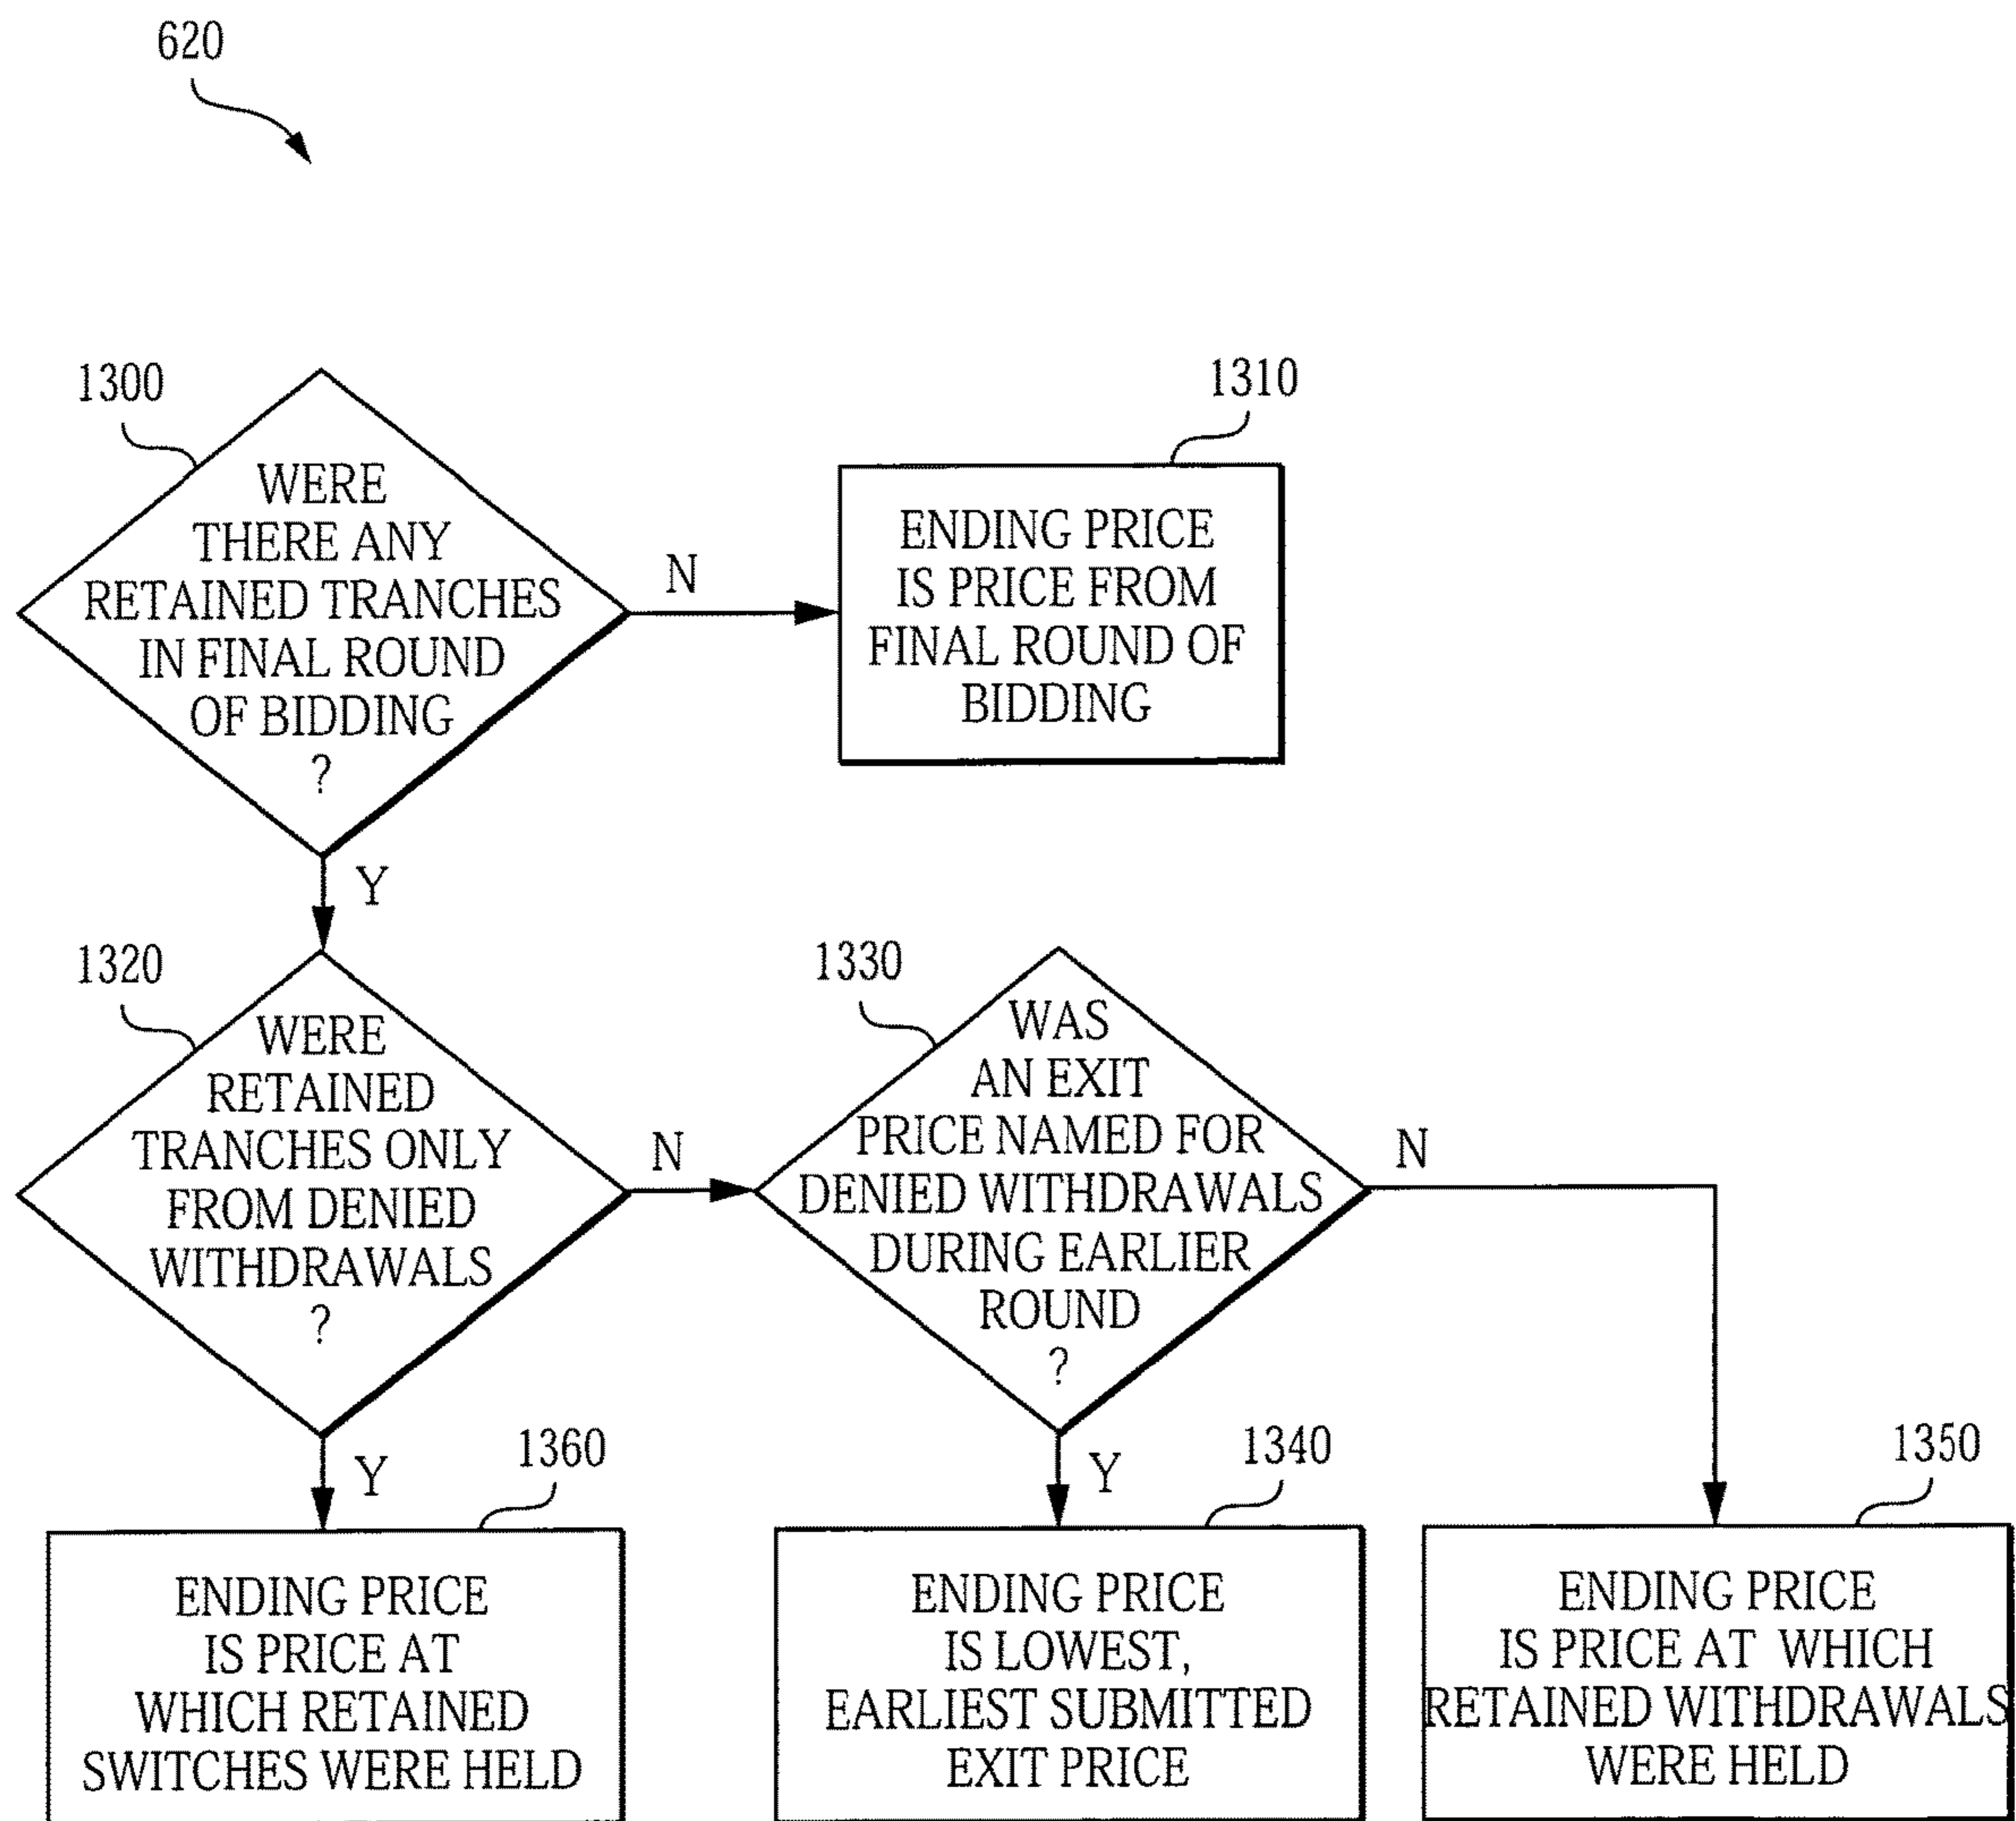 620
1300
WERE
THERE ANY
RETAINED TRANCHES
IN FINAL ROUND
OF BIDDING
?
N
1310
ENDING PRICE
IS PRICE FROM
FINAL ROUND OF
BIDDING
Y
1320
WERE
RETAINED
TRANCHES ONLY
FROM DENIED
WITHDRAWALS
?
N
1330
WAS
AN EXIT
PRICE NAMED FOR
DENIED WITHDRAWALS
DURING EARLIER
ROUND
?
N
Y
1360
ENDING PRICE
IS PRICE AT
WHICH RETAINED
SWITCHES WERE HELD
Y
1340
ENDING PRICE
IS LOWEST,
EARLIEST SUBMITTED
EXIT PRICE
1350
ENDING PRICE
IS PRICE AT WHICH
RETAINED WITHDRAWALS
WERE HELD